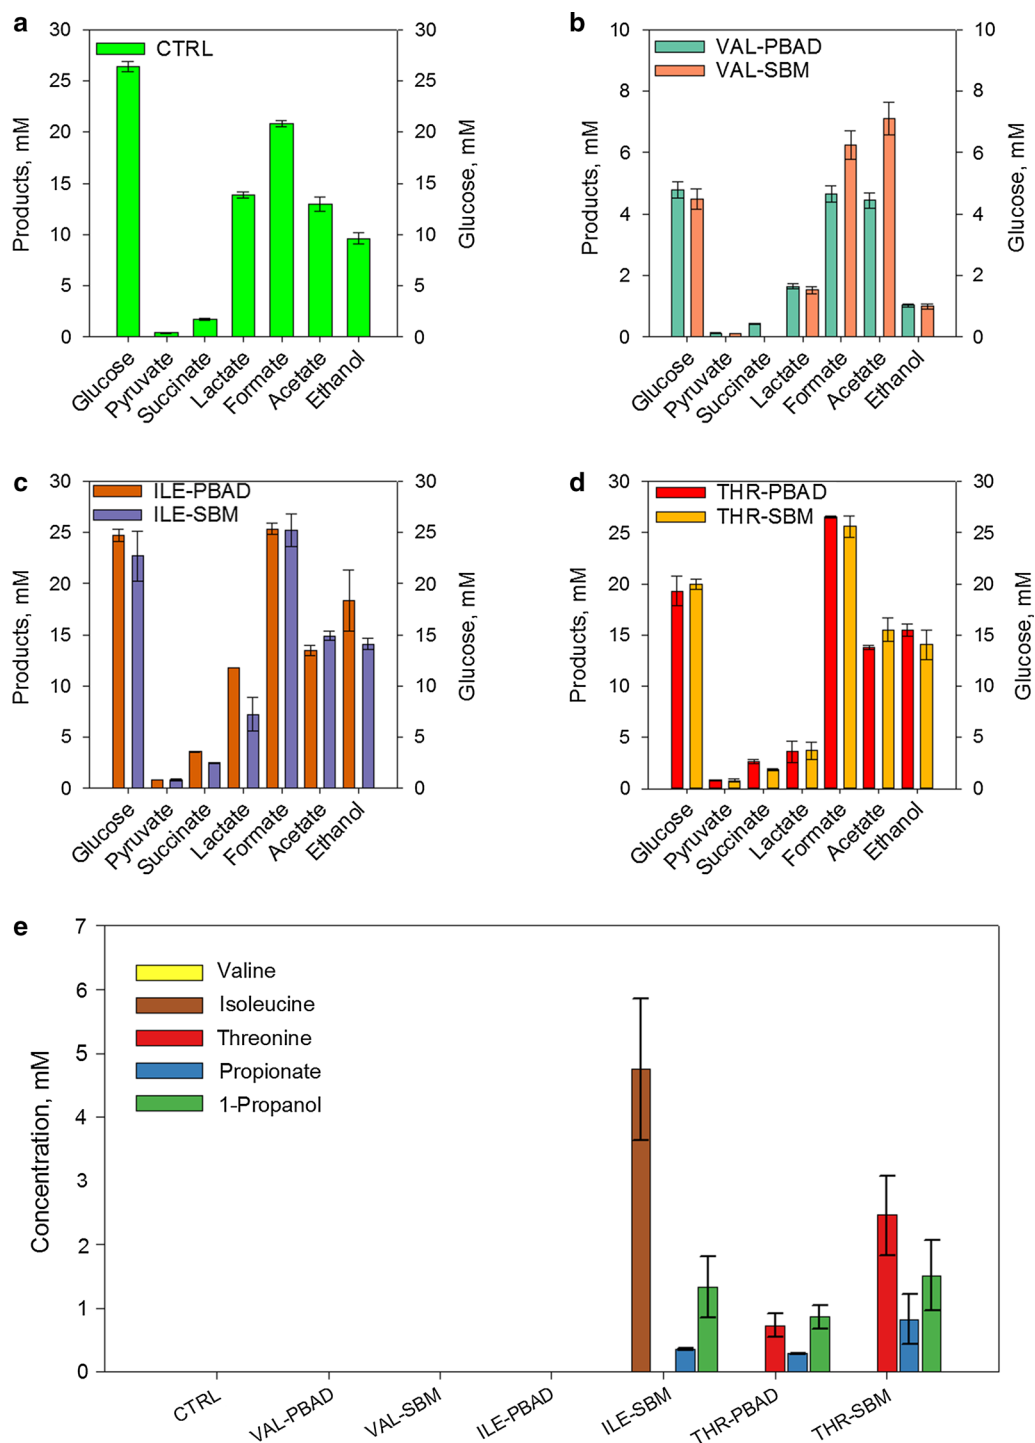 a
30
25
20
15
10
5
0
Products, mM
CTRL
30
25
20
15
10
5
0
Glucose, mM
Glucose
Pyruvate
Succinate
Lactate
Formate
Acetate
Ethanol
b
10
8
6
4
2
0
Products, mM
VAL-PBAD
VAL-SBM
10
8
6
4
2
0
Glucose, mM
Glucose
Pyruvate
Succinate
Lactate
Formate
Acetate
Ethanol
c
30
25
20
15
10
5
0
Products, mM
ILE-PBAD
ILE-SBM
30
25
20
15
10
5
0
Glucose, mM
Glucose
Pyruvate
Succinate
Lactate
Formate
Acetate
Ethanol
d
30
25
20
15
10
5
0
Products, mM
THR-PBAD
THR-SBM
30
25
20
15
10
5
0
Glucose, mM
Glucose
Pyruvate
Succinate
Lactate
Formate
Acetate
Ethanol
e
7
6
5
4
3
2
1
0
Concentration, mM
Valine
Isoleucine
Threonine
Propionate
1-Propanol
CTRL
VAL-PBAD
VAL-SBM
ILE-PBAD
ILE-SBM
THR-PBAD
THR-SBM